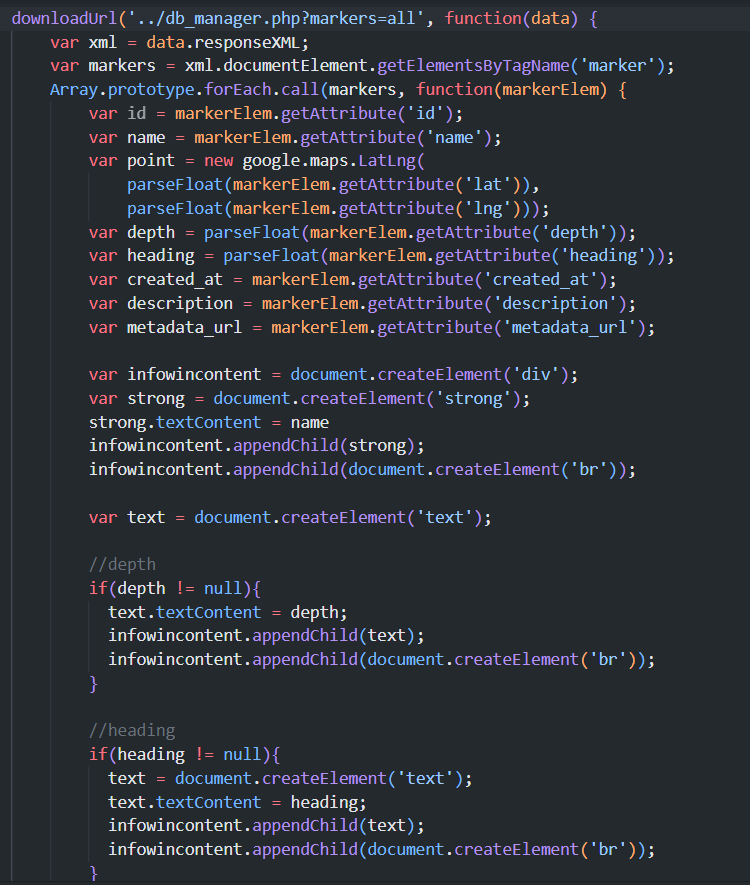 downloadUrl('../db_manager.php?markers=all', function(data) {
    var xml = data.responseXML;
    var markers = xml.documentElement.getElementsByTagName('marker');
    Array.prototype.forEach.call(markers, function(markerElem) {
        var id = markerElem.getAttribute('id');
        var name = markerElem.getAttribute('name');
        var point = new google.maps.LatLng(
            parseFloat(markerElem.getAttribute('lat')),
            parseFloat(markerElem.getAttribute('lng')));
        var depth = parseFloat(markerElem.getAttribute('depth'));
        var heading = parseFloat(markerElem.getAttribute('heading'));
        var created_at = markerElem.getAttribute('created_at');
        var description = markerElem.getAttribute('description');
        var metadata_url = markerElem.getAttribute('metadata_url');

        var infowincontent = document.createElement('div');
        var strong = document.createElement('strong');
        strong.textContent = name
        infowincontent.appendChild(strong);
        infowincontent.appendChild(document.createElement('br'));

        var text = document.createElement('text');

        //depth
        if(depth != null){
          text.textContent = depth;
          infowincontent.appendChild(text);
          infowincontent.appendChild(document.createElement('br'));
        }

        //heading
        if(heading != null){
          text = document.createElement('text');
          text.textContent = heading;
          infowincontent.appendChild(text);
          infowincontent.appendChild(document.createElement('br'));
        }